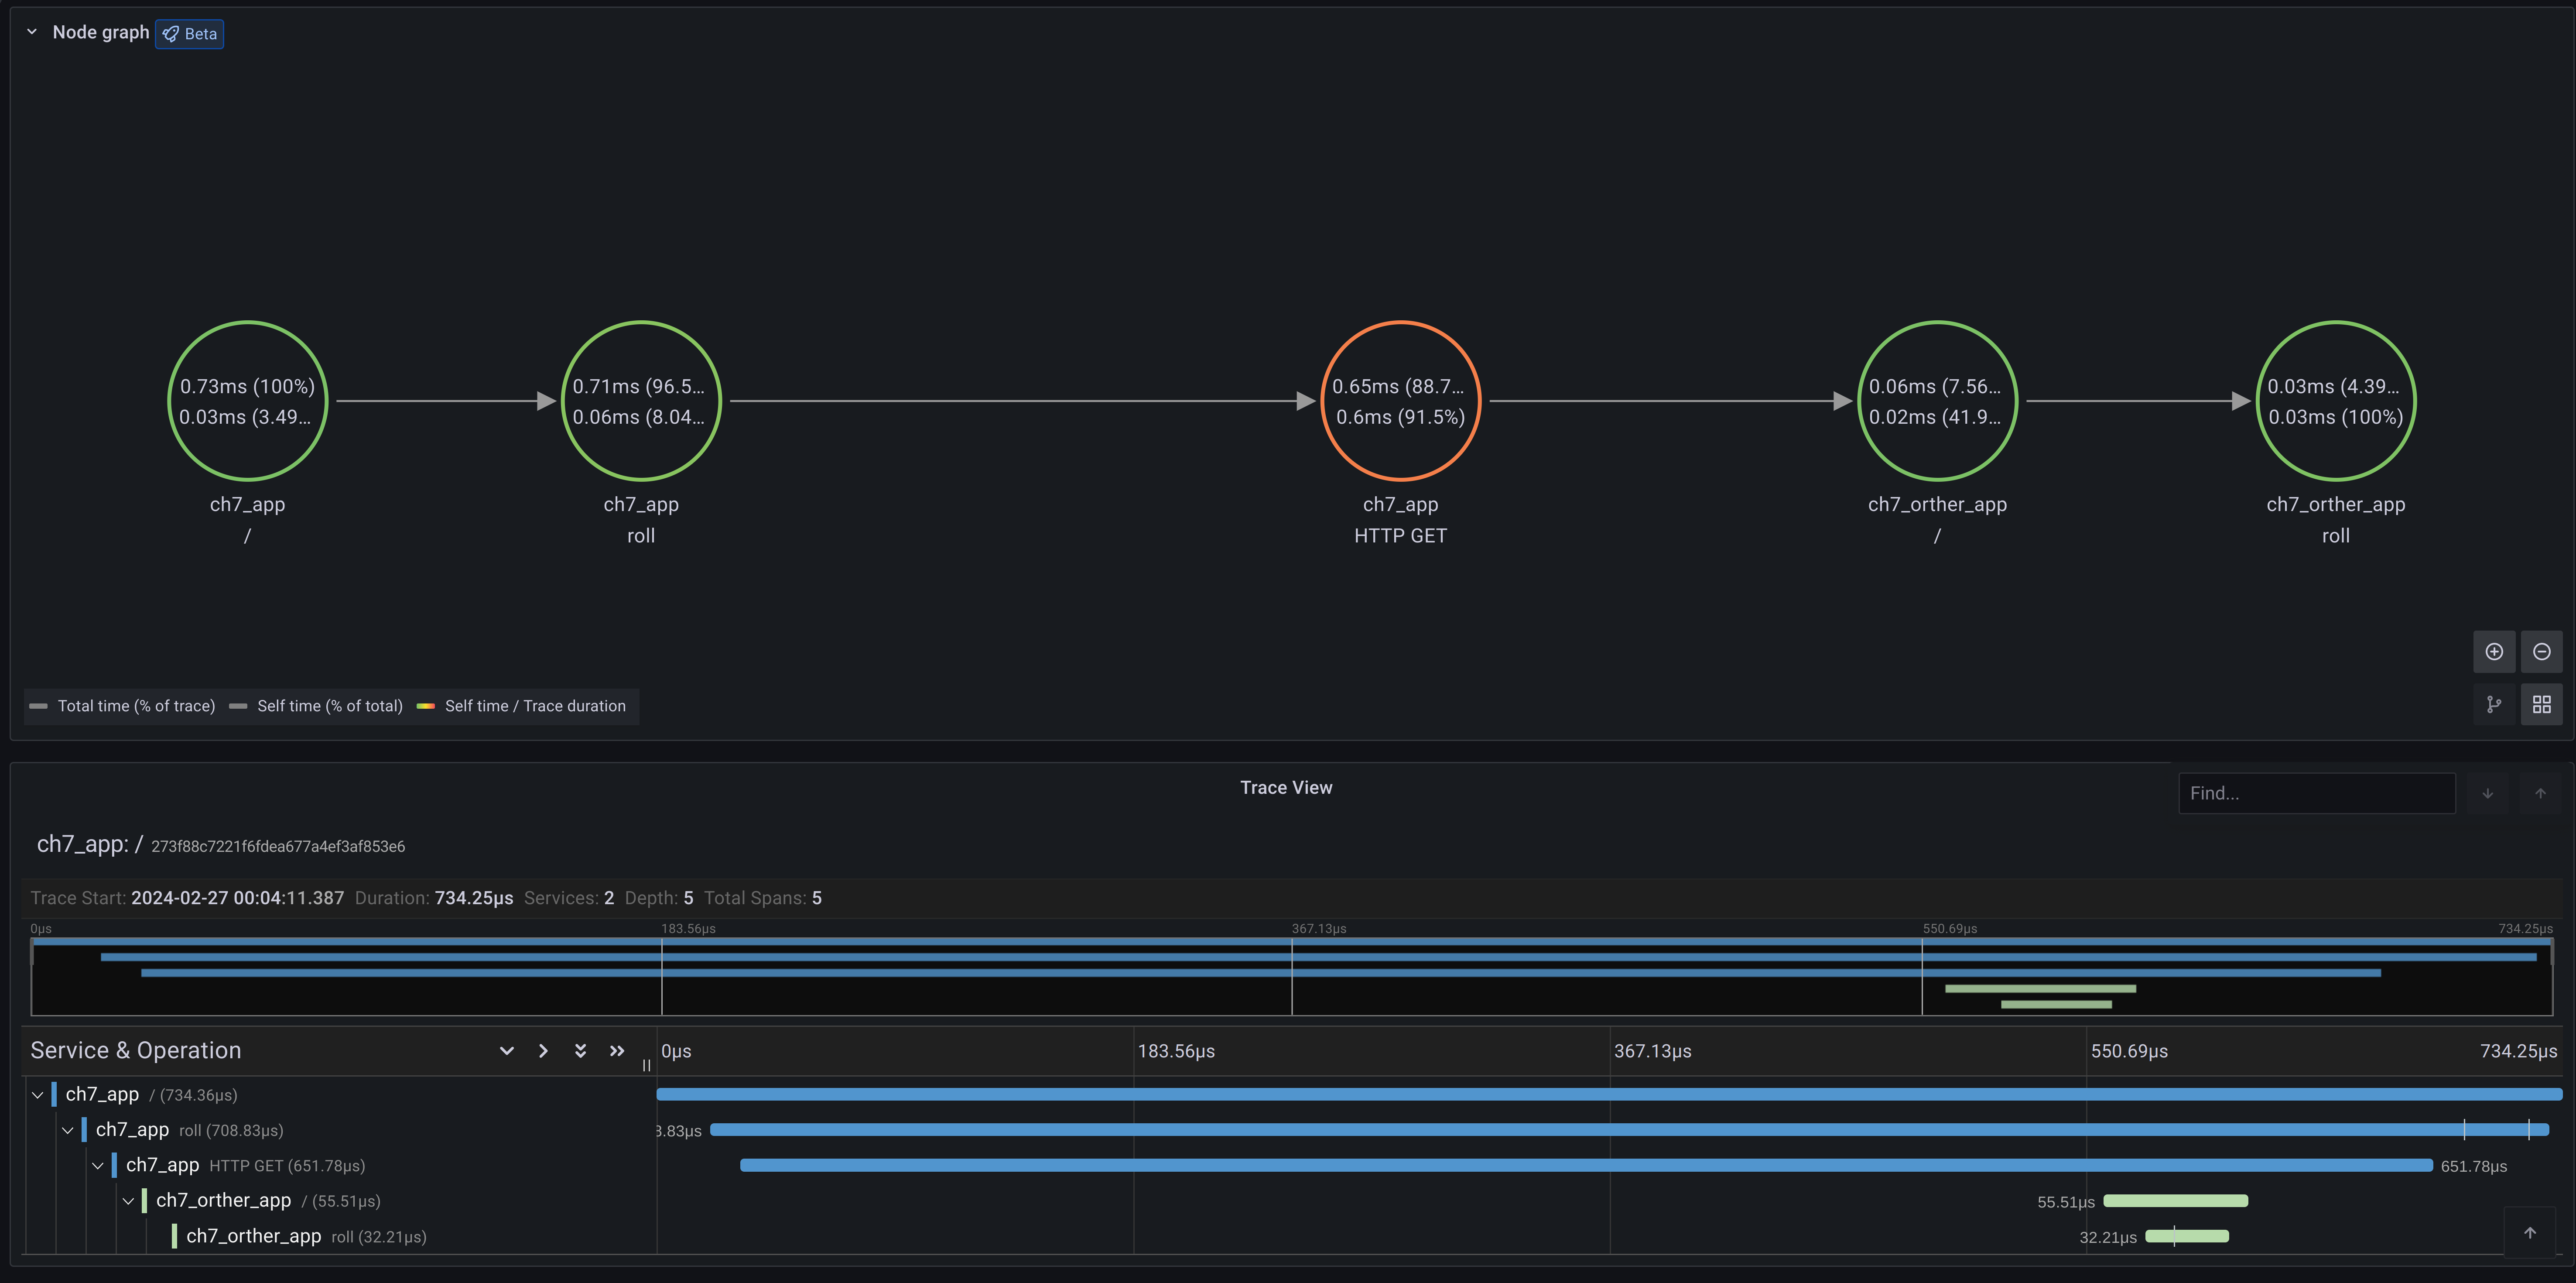 Node graph Beta
0.73ms (100%)
0.03ms (3.49...
ch7_app
/
0.71ms (96.5...
0.06ms (8.04...
ch7_app
roll
0.65ms (88.7...
0.6ms (91.5%)
ch7_app
HTTP GET
0.06ms (7.56...
0.02ms (41.9...
ch7_orther_app
/
0.03ms (4.39...
0.03ms (100%)
ch7_orther_app
roll
Total time (% of trace) Self time (% of total) Self time / Trace duration
Trace View
Find...
ch7_app: / 273f88c7221f6fdea677a4ef3af853e6
Trace Start: 2024-02-27 00:04:11.387 Duration: 734.25μs Services: 2 Depth: 5 Total Spans: 5
0μs 183.56μs 367.13μs 550.69μs 734.25μs
Service & Operation 0μs 183.56μs 367.13μs 550.69μs 734.25μs
ch7_app / (734.36μs)
ch7_app roll (708.83μs) 8.83μs
ch7_app HTTP GET (651.78μs) 651.78μs
ch7_orther_app / (55.51μs) 55.51μs
ch7_orther_app roll (32.21μs) 32.21μs